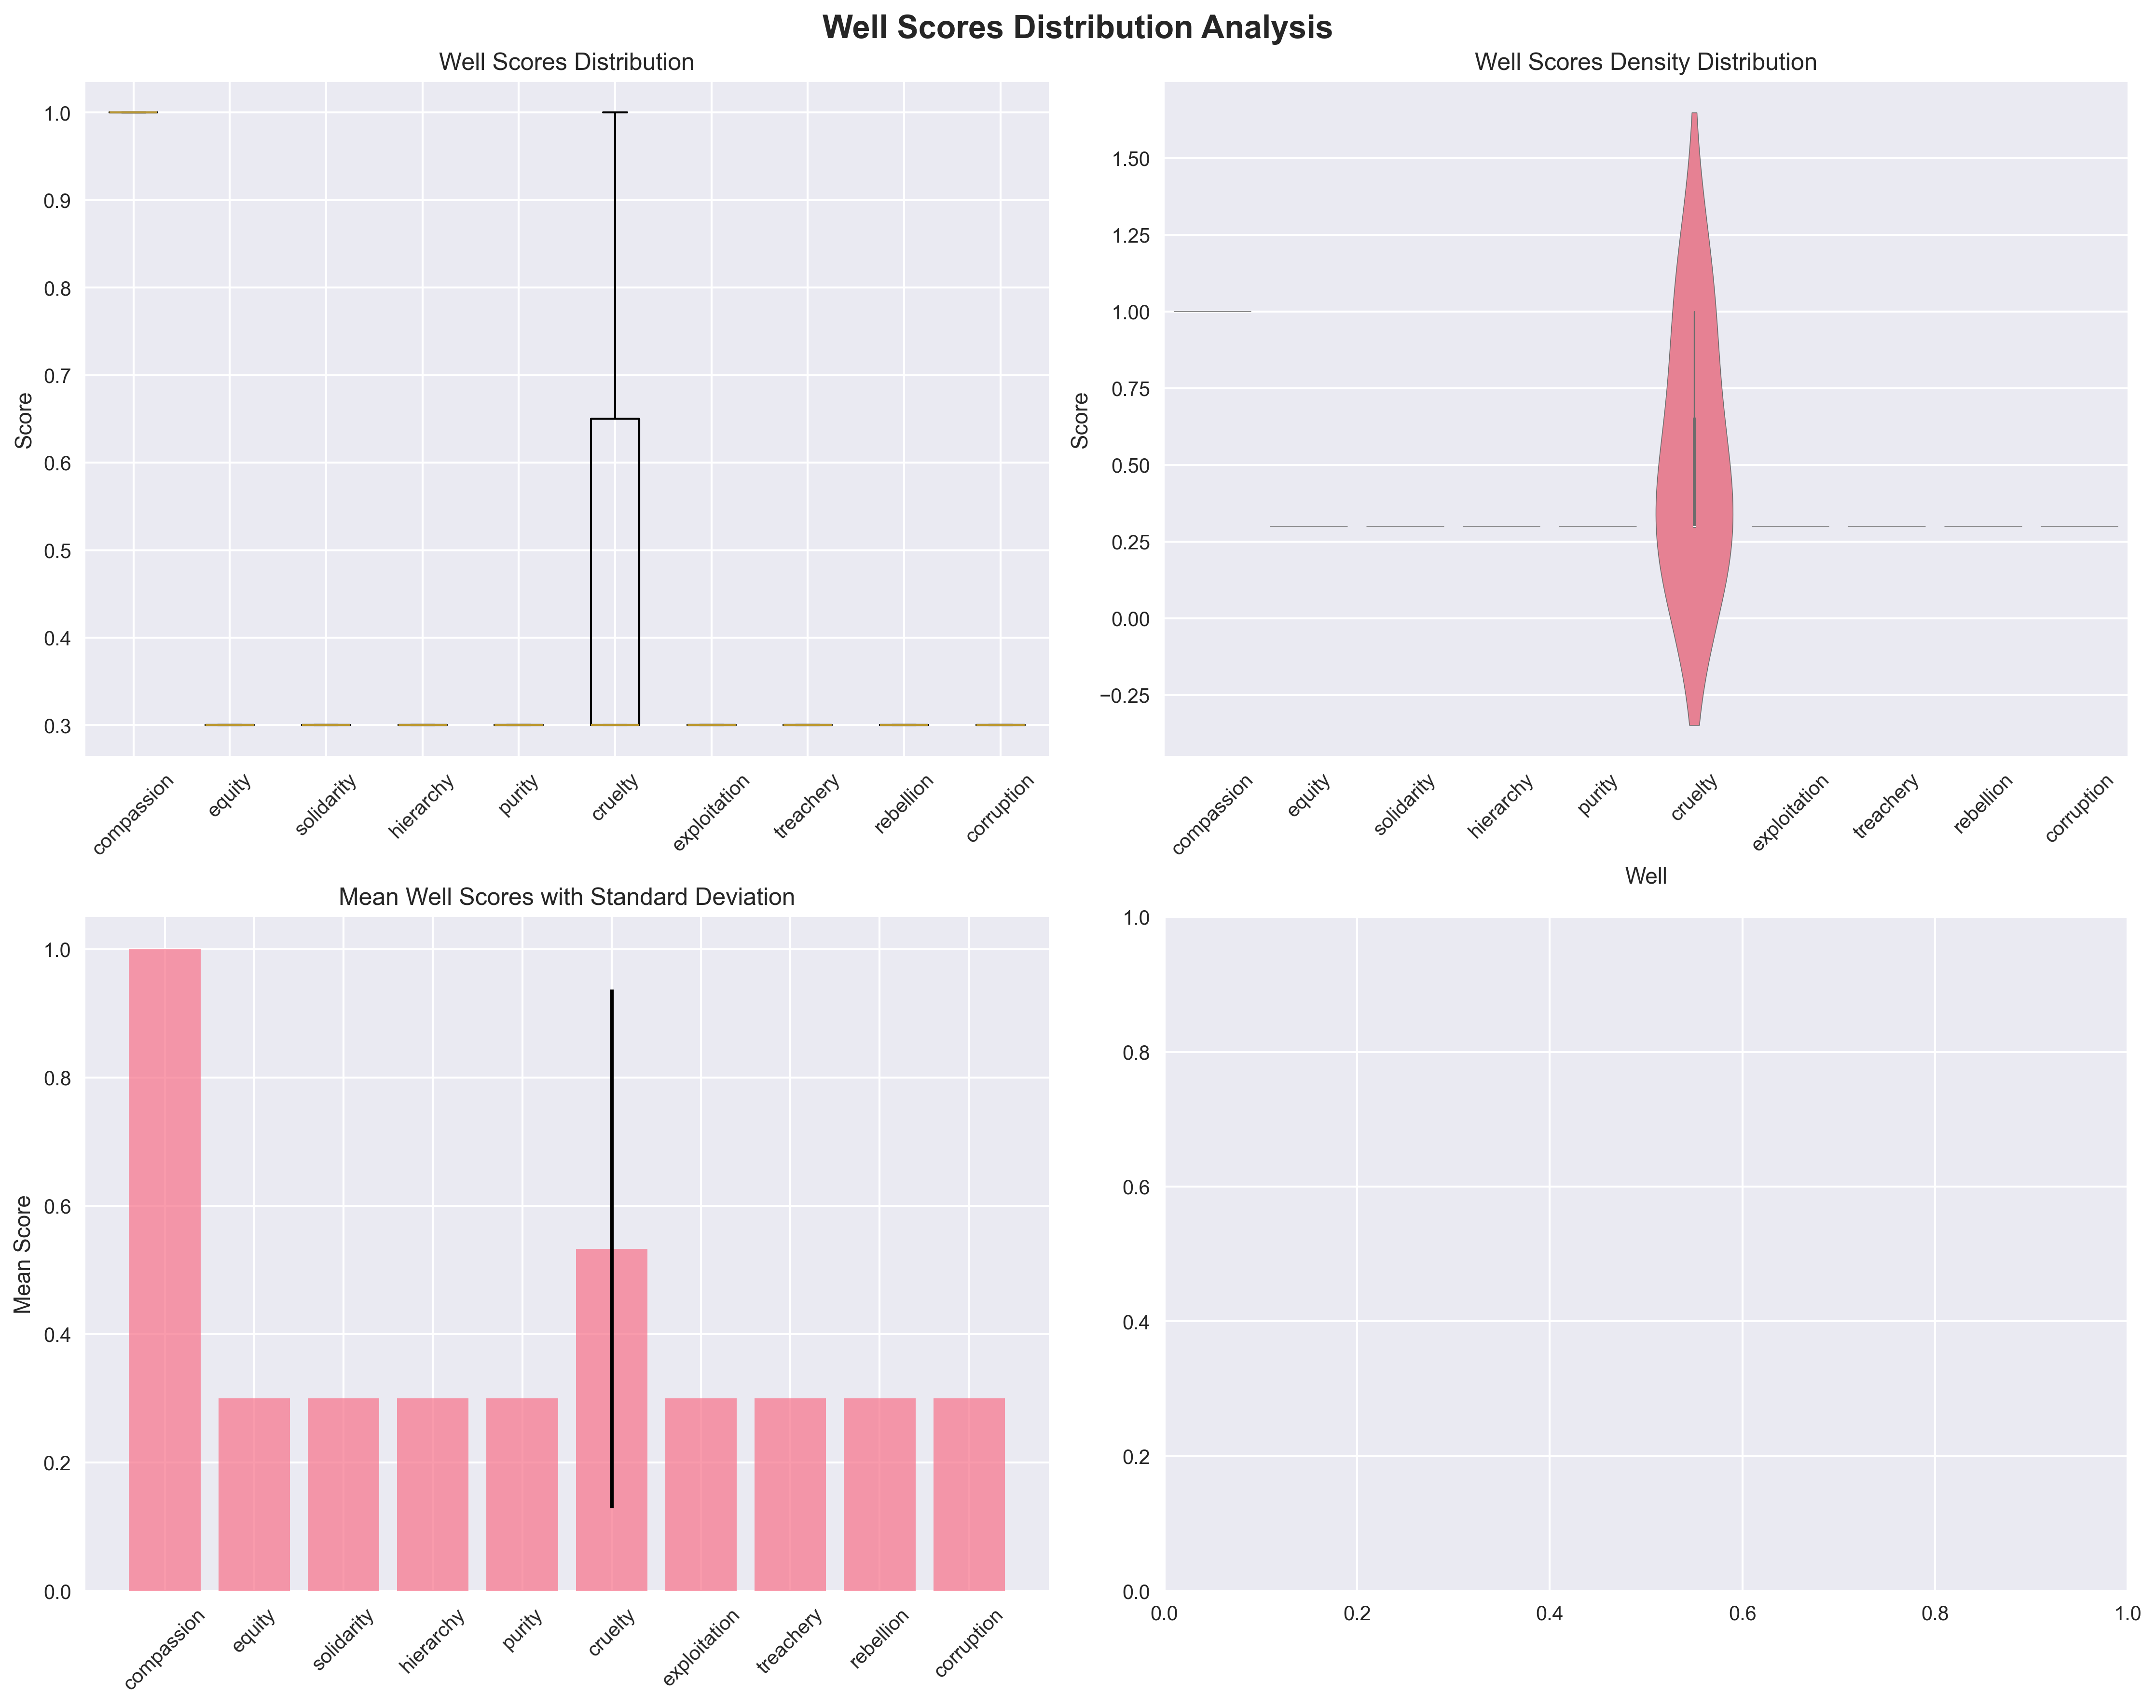 Well Scores Distribution Analysis
Well Scores Distribution
Score
1.0
0.9
0.8
0.7
0.6
0.5
0.4
0.3
compassion
equity
solidarity
hierarchy
purity
cruelty
exploitation
treachery
rebellion
corruption
Well Scores Density Distribution
Score
1.50
1.25
1.00
0.75
0.50
0.25
0.00
−0.25
compassion
equity
solidarity
hierarchy
purity
cruelty
exploitation
treachery
rebellion
corruption
Well
Mean Well Scores with Standard Deviation
Mean Score
1.0
0.8
0.6
0.4
0.2
0.0
compassion
equity
solidarity
hierarchy
purity
cruelty
exploitation
treachery
rebellion
corruption
1.0
0.8
0.6
0.4
0.2
0.0
0.0
0.2
0.4
0.6
0.8
1.0